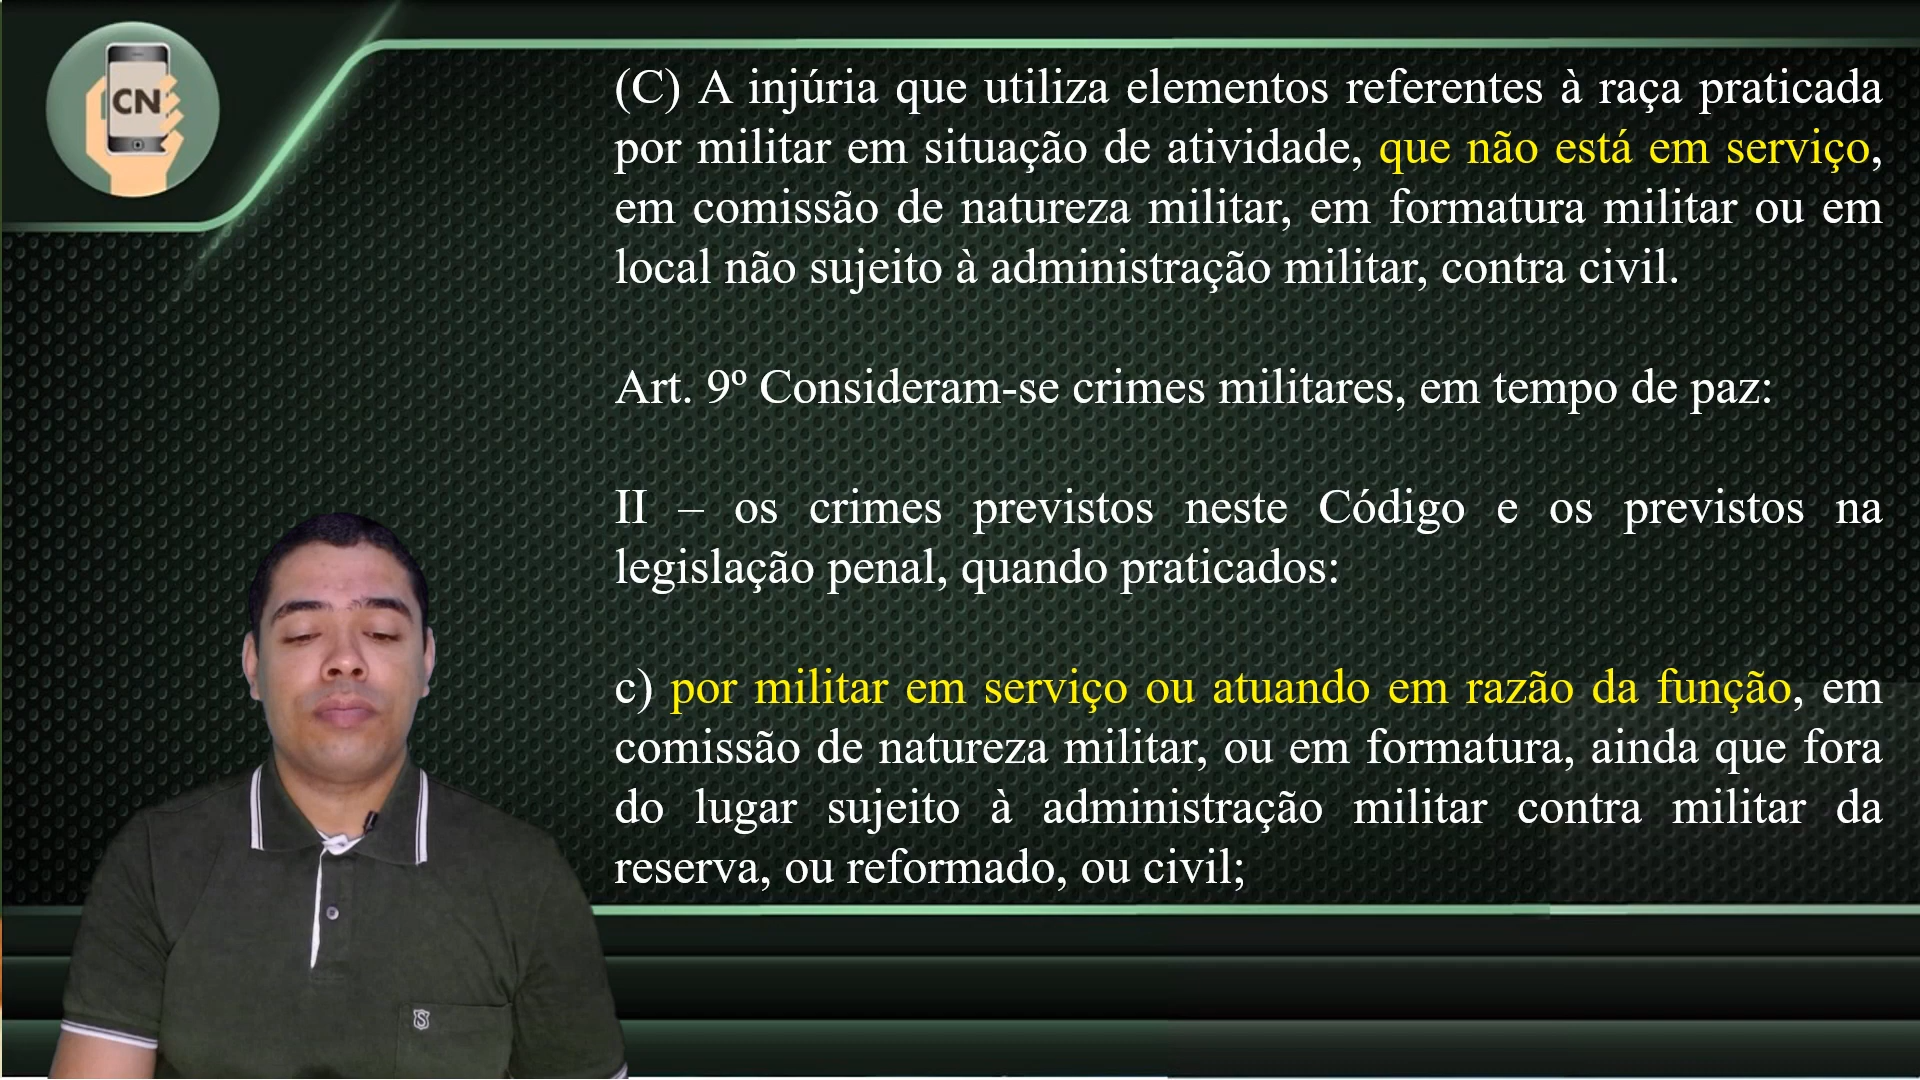 CN
(C) A injúria que utiliza elementos referentes à raça praticada
por militar em situação de atividade, que não está em serviço,
em comissão de natureza militar, em formatura militar ou em
local não sujeito à administração militar, contra civil.
Art. 9º Consideram-se crimes militares, em tempo de paz:
II – os crimes previstos neste Código e os previstos na
legislação penal, quando praticados:
c) por militar em serviço ou atuando em razão da função, em
comissão de natureza militar, ou em formatura, ainda que fora
do lugar sujeito à administração militar contra militar da
reserva, ou reformado, ou civil;
S